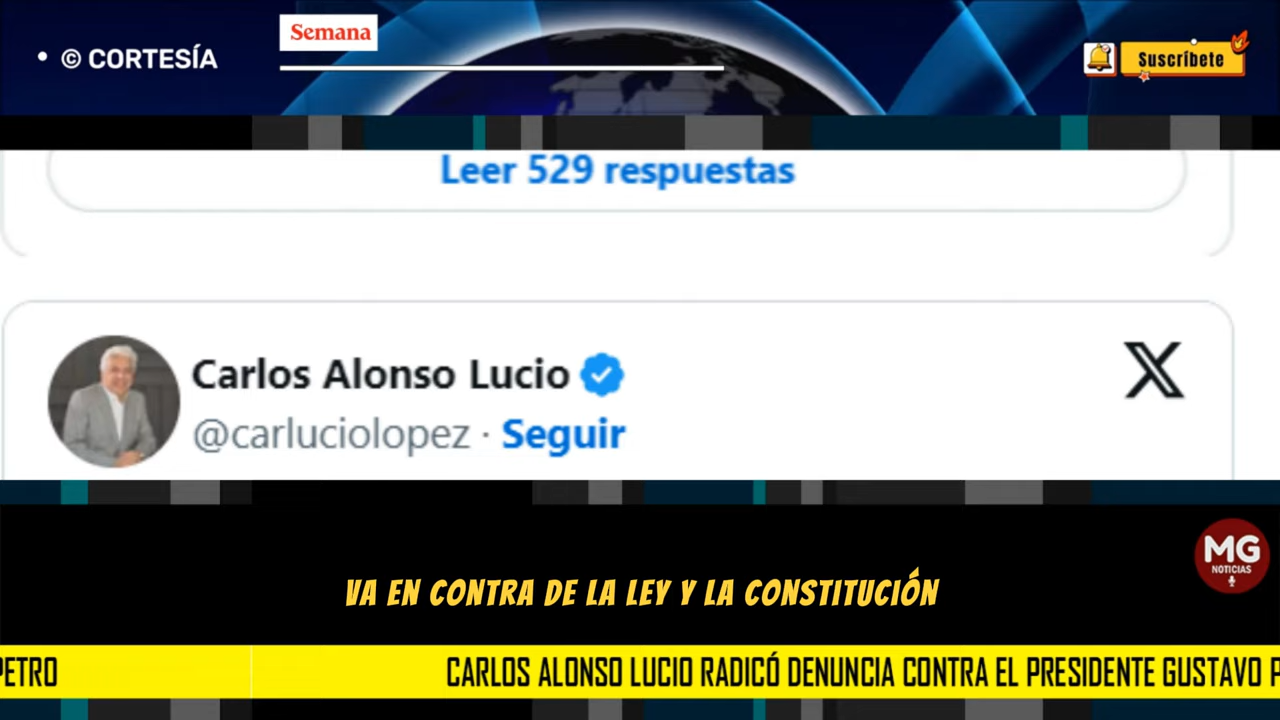 • © CORTESÍA
Semana
Suscríbete
Leer 529 respuestas
Carlos Alonso Lucio
X
@carluciolopez · Seguir
MG
NOTICIAS
VA EN CONTRA DE LA LEY Y LA CONSTITUCIÓN
PETRO
CARLOS ALONSO LUCIO RADICÓ DENUNCIA CONTRA EL PRESIDENTE GUSTAVO P